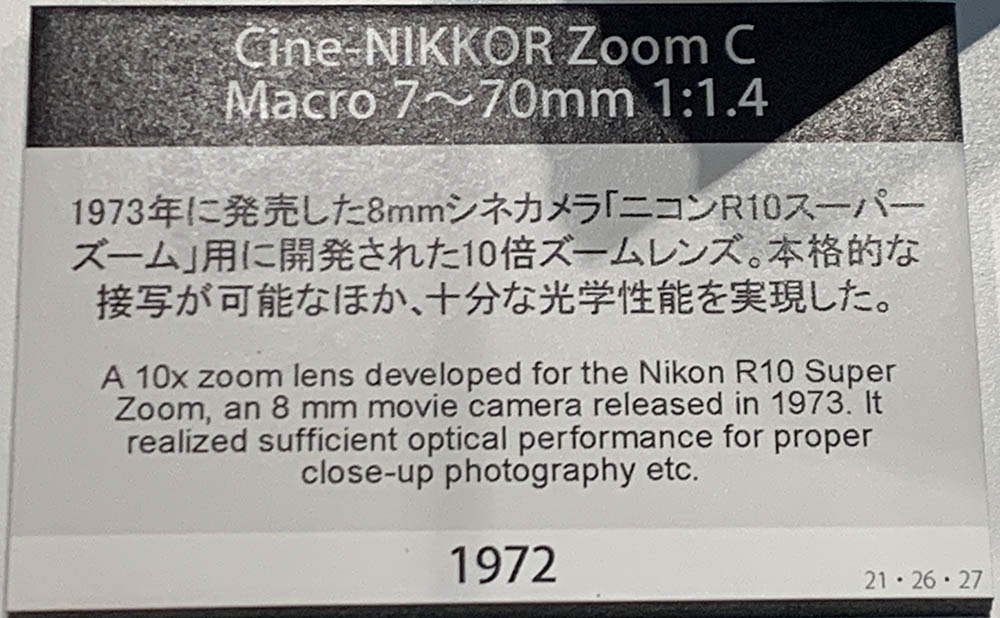 Cine-NIKKOR Zoom C
Macro 7〜70mm 1:1.4
1973年に発売した8mmシネカメラ「ニコンR10スーパー
ズーム」用に開発された10倍ズームレンズ。本格的な
接写が可能なほか、十分な光学性能を実現した。
A 10x zoom lens developed for the Nikon R10 Super
Zoom, an 8 mm movie camera released in 1973. It
realized sufficient optical performance for proper
close-up photography etc.
1972
21・26・27